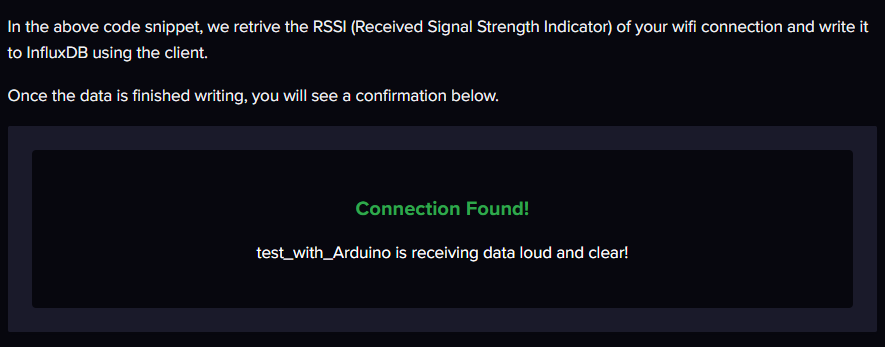 In the above code snippet, we retrive the RSSI (Received Signal Strength Indicator) of your wifi connection and write it
to InfluxDB using the client.
Once the data is finished writing, you will see a confirmation below.
Connection Found!
test_with_Arduino is receiving data loud and clear!